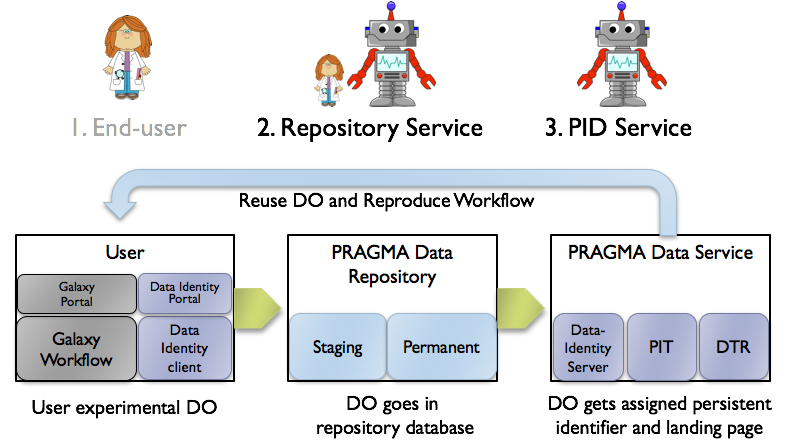 1. End-user
2. Repository Service
3. PID Service
Reuse DO and Reproduce Workflow
User
Galaxy
Portal
Data Identity
Portal
Galaxy
Workflow
Data
Identity
client
User experimental DO
PRAGMA Data
Repository
Staging
Permanent
DO goes in
repository database
PRAGMA Data Service
Data-
Identity
Server
PIT
DTR
DO gets assigned persistent
identifier and landing page